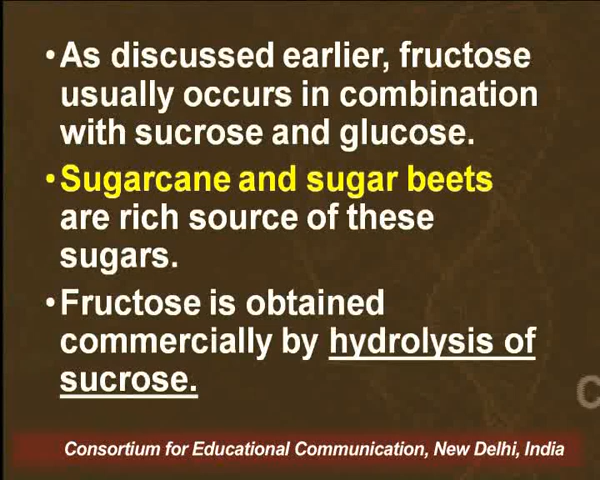 •As discussed earlier, fructose
usually occurs in combination
with sucrose and glucose.
•Sugarcane and sugar beets
are rich source of these
sugars.
•Fructose is obtained
commercially by hydrolysis of
sucrose.
C
Consortium for Educational Communication, New Delhi, India